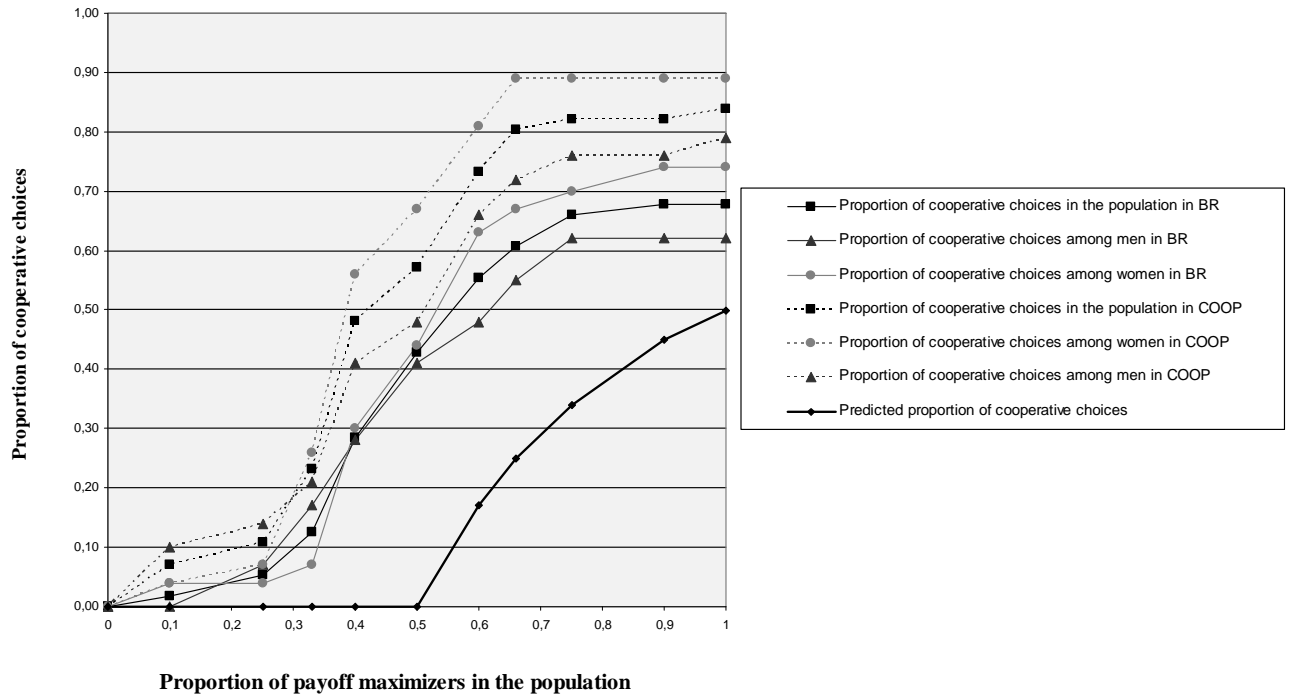 1,00
0,90
0,80
0,70
0,60
0,50
0,40
0,30
0,20
0,10
0,00
0 0,1 0,2 0,3 0,4 0,5 0,6 0,7 0,8 0,9 1
Proportion of cooperative choices
Proportion of payoff maximizers in the population
Proportion of cooperative choices in the population in BR
Proportion of cooperative choices among men in BR
Proportion of cooperative choices among women in BR
Proportion of cooperative choices in the population in COOP
Proportion of cooperative choices among women in COOP
Proportion of cooperative choices among men in COOP
Predicted proportion of cooperative choices